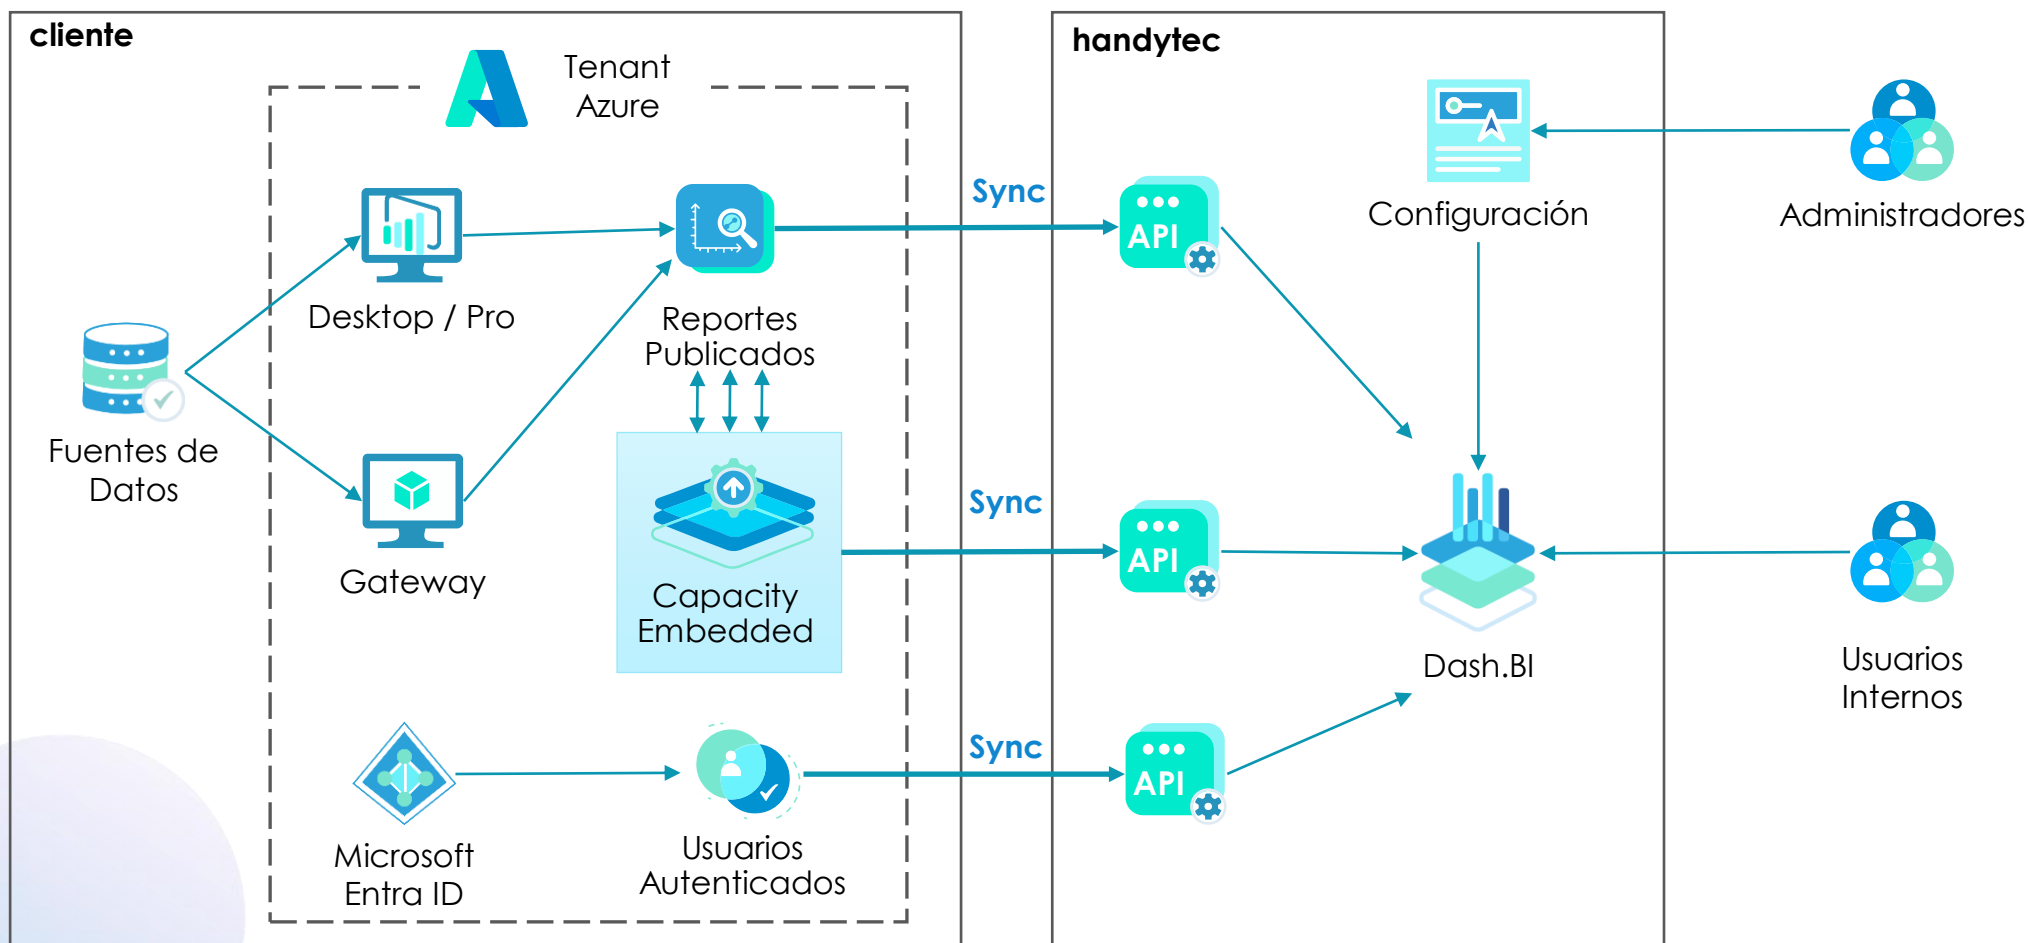 cliente
Tenant
Azure
Desktop / Pro
Reportes
Publicados
Fuentes de
Datos
Gateway
Capacity
Embedded
Microsoft
Entra ID
Usuarios
Autenticados
Sync
Sync
Sync
handytec
API
API
API
Configuración
Dash.BI
Administradores
Usuarios
Internos